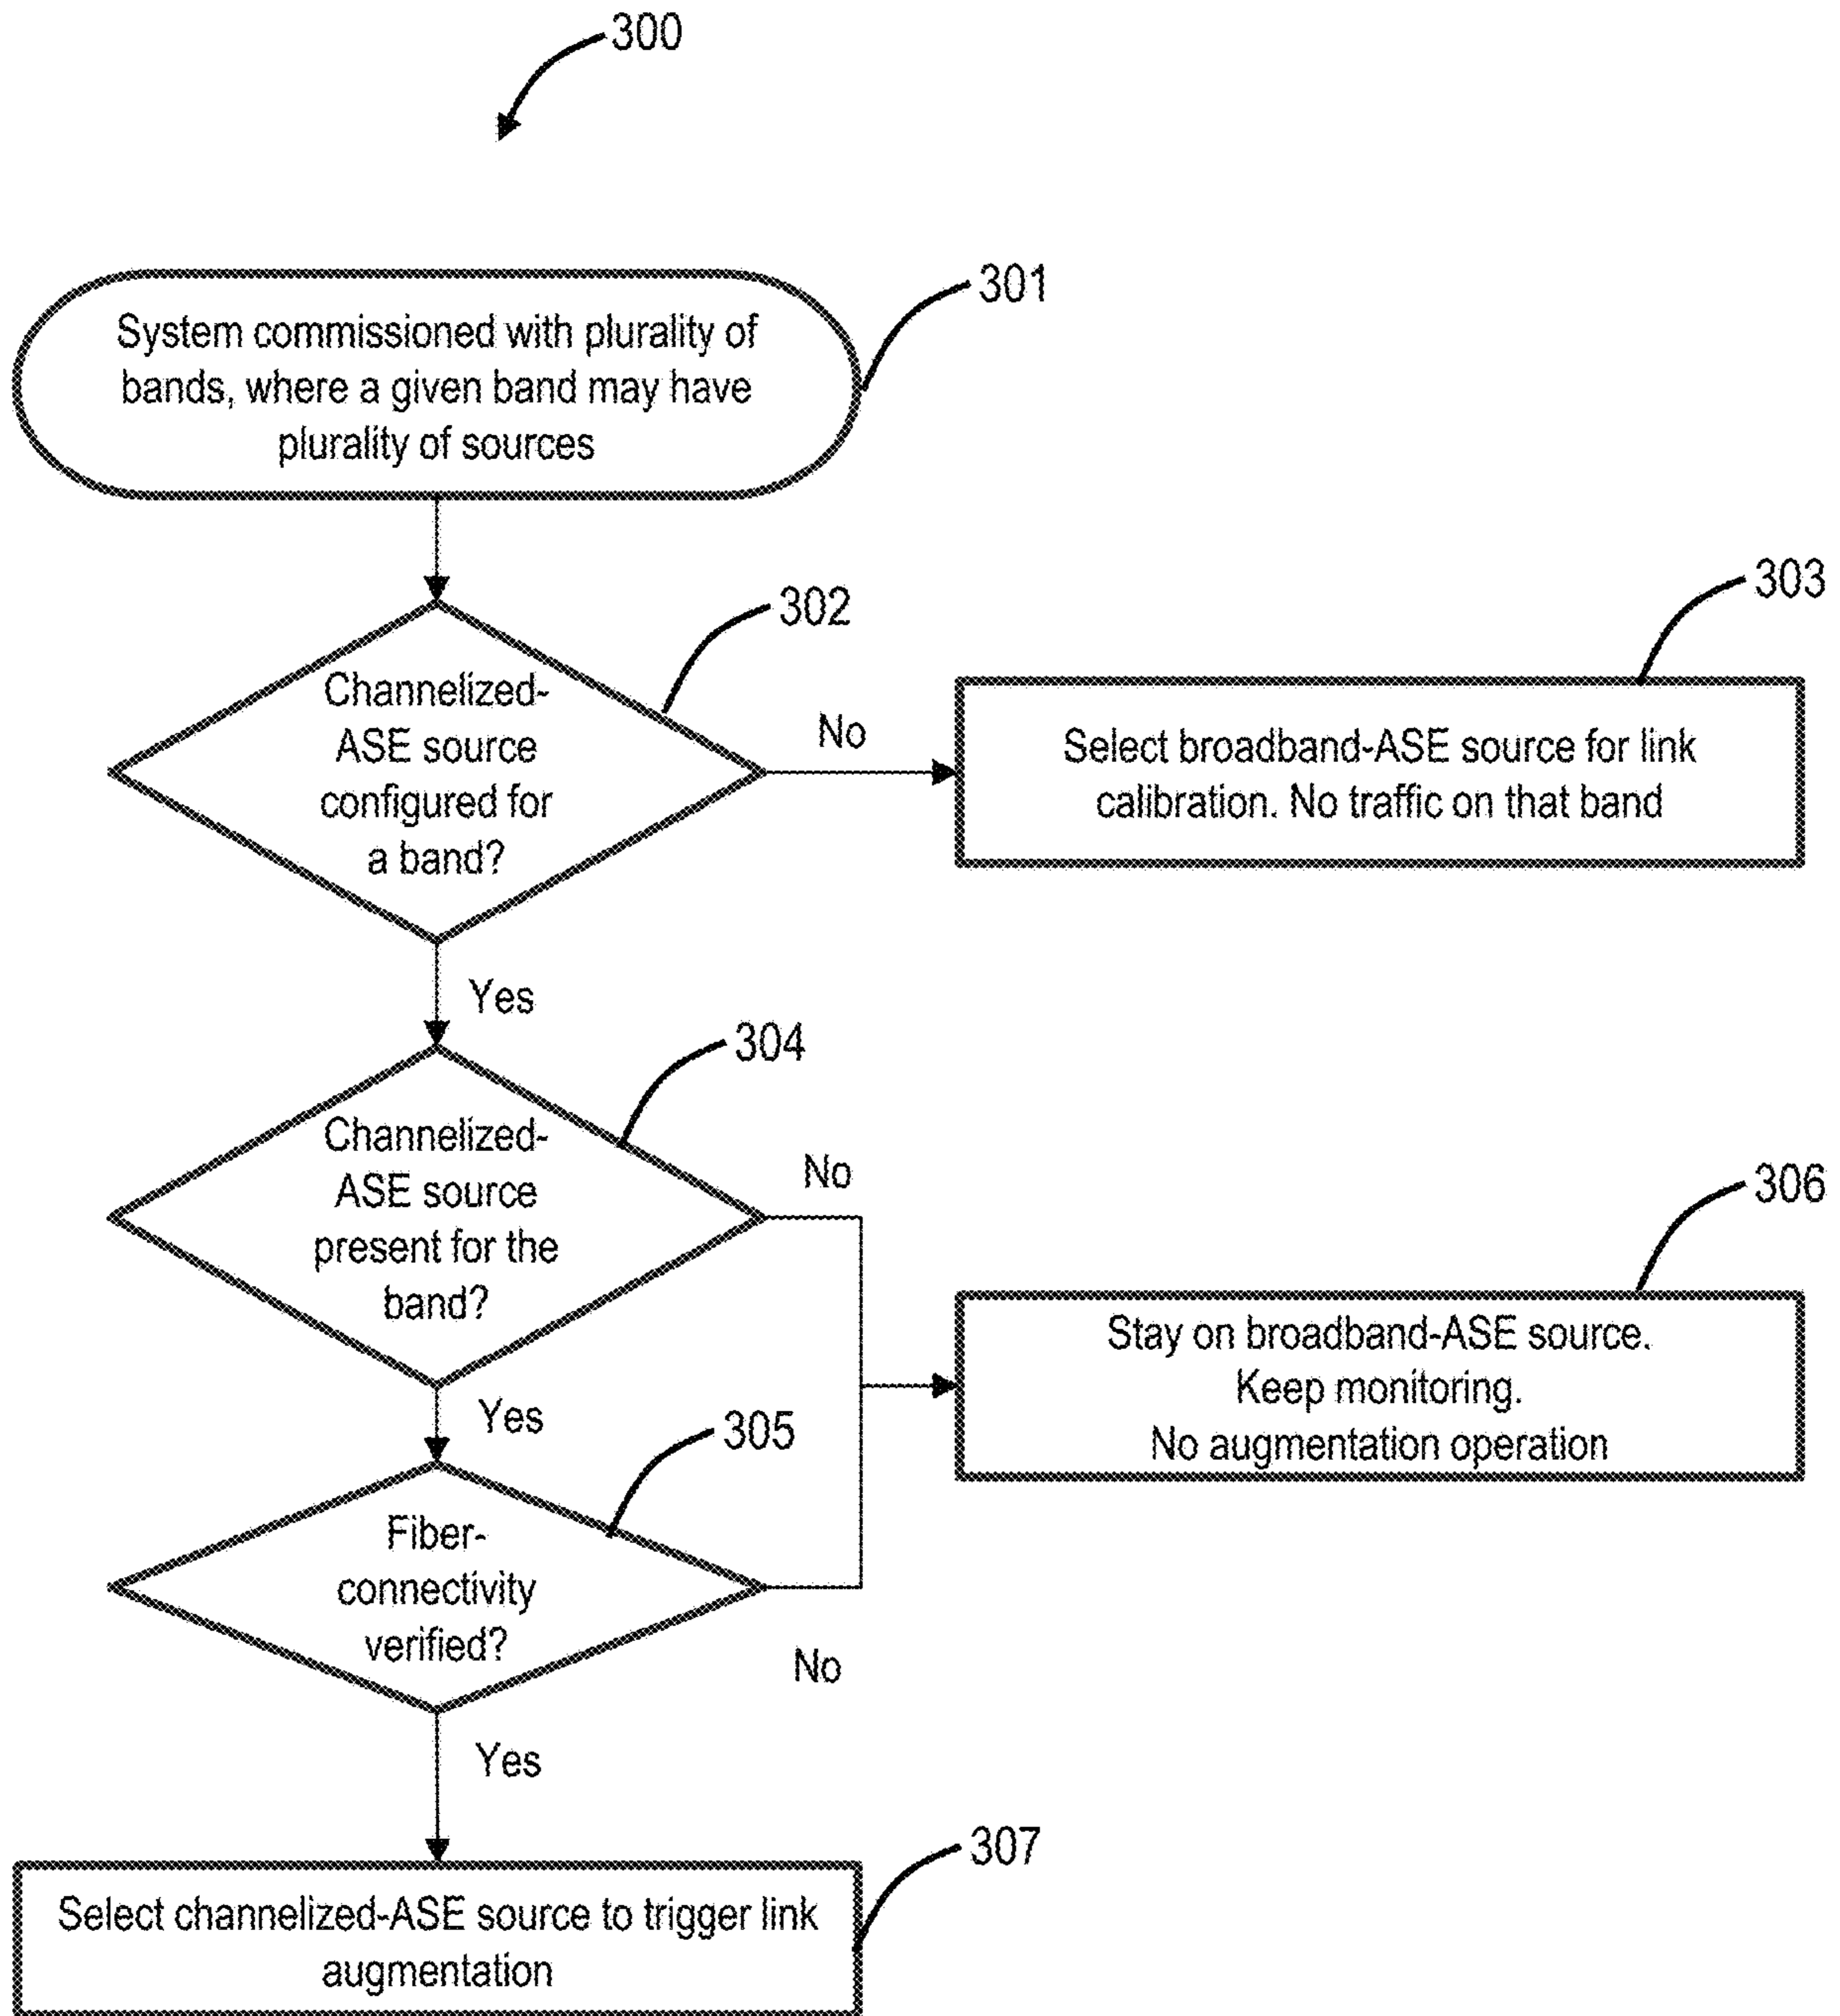 300
301
System commissioned with plurality of
bands, where a given band may have
plurality of sources
302
Channelized-
ASE source
configured for
a band?
No
303
Select broadband-ASE source for link
calibration. No traffic on that band
Yes
304
Channelized-
ASE source
present for the
band?
No
306
Stay on broadband-ASE source.
Keep monitoring.
No augmentation operation
Yes
305
Fiber-
connectivity
verified?
No
Yes
307
Select channelized-ASE source to trigger link
augmentation